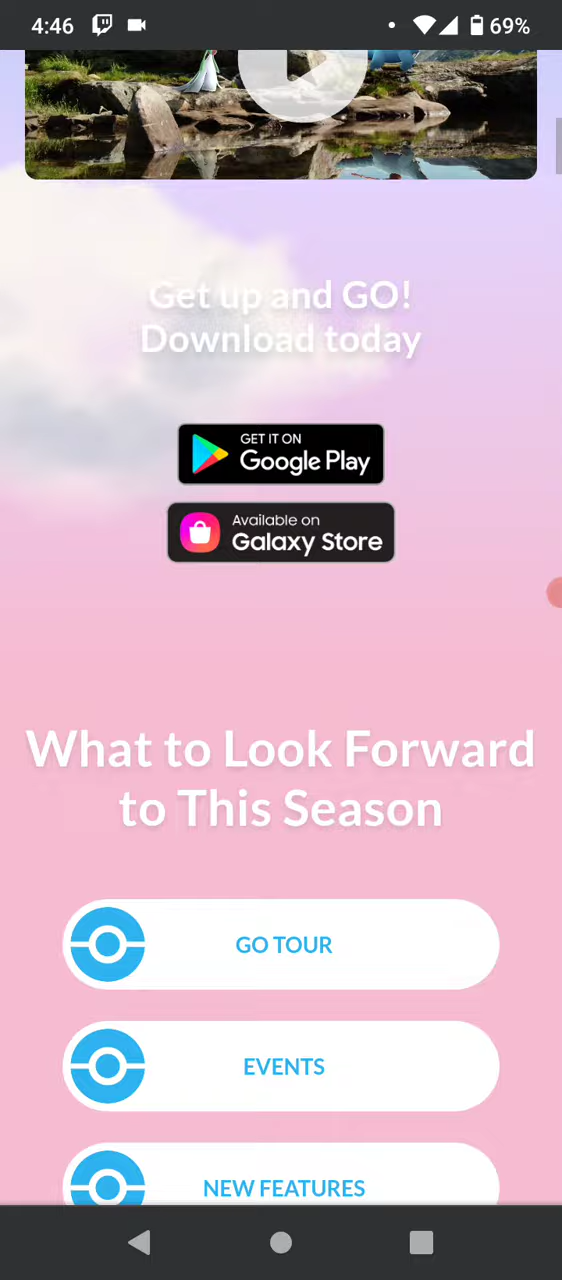 4:46
69%
Get up and GO!
Download today
GET IT ON
Google Play
Available on
Galaxy Store
What to Look Forward
to This Season
GO TOUR
EVENTS
NEW FEATURES